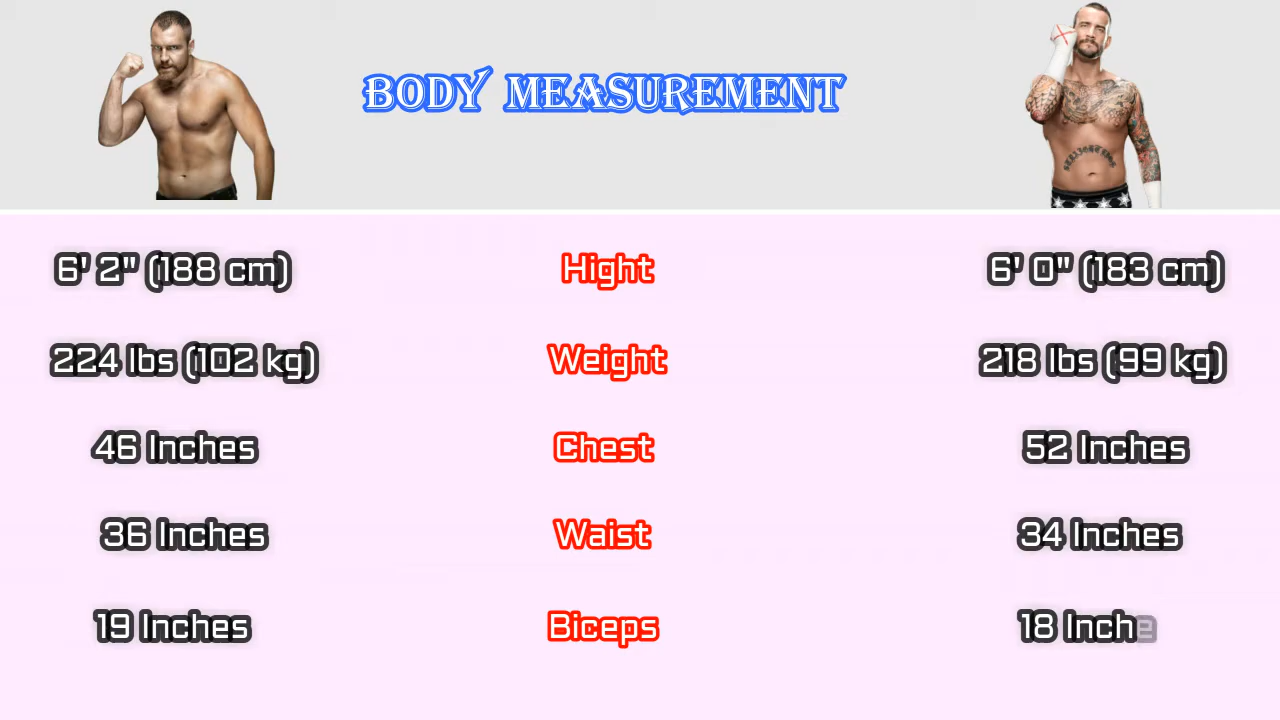 BODY MEASUREMENT
6' 2" (188 cm) Hight 6' 0" (183 cm)
224 lbs (102 kg) Weight 218 lbs (99 kg)
46 Inches Chest 52 Inches
36 Inches Waist 34 Inches
19 Inches Biceps 18 Inche